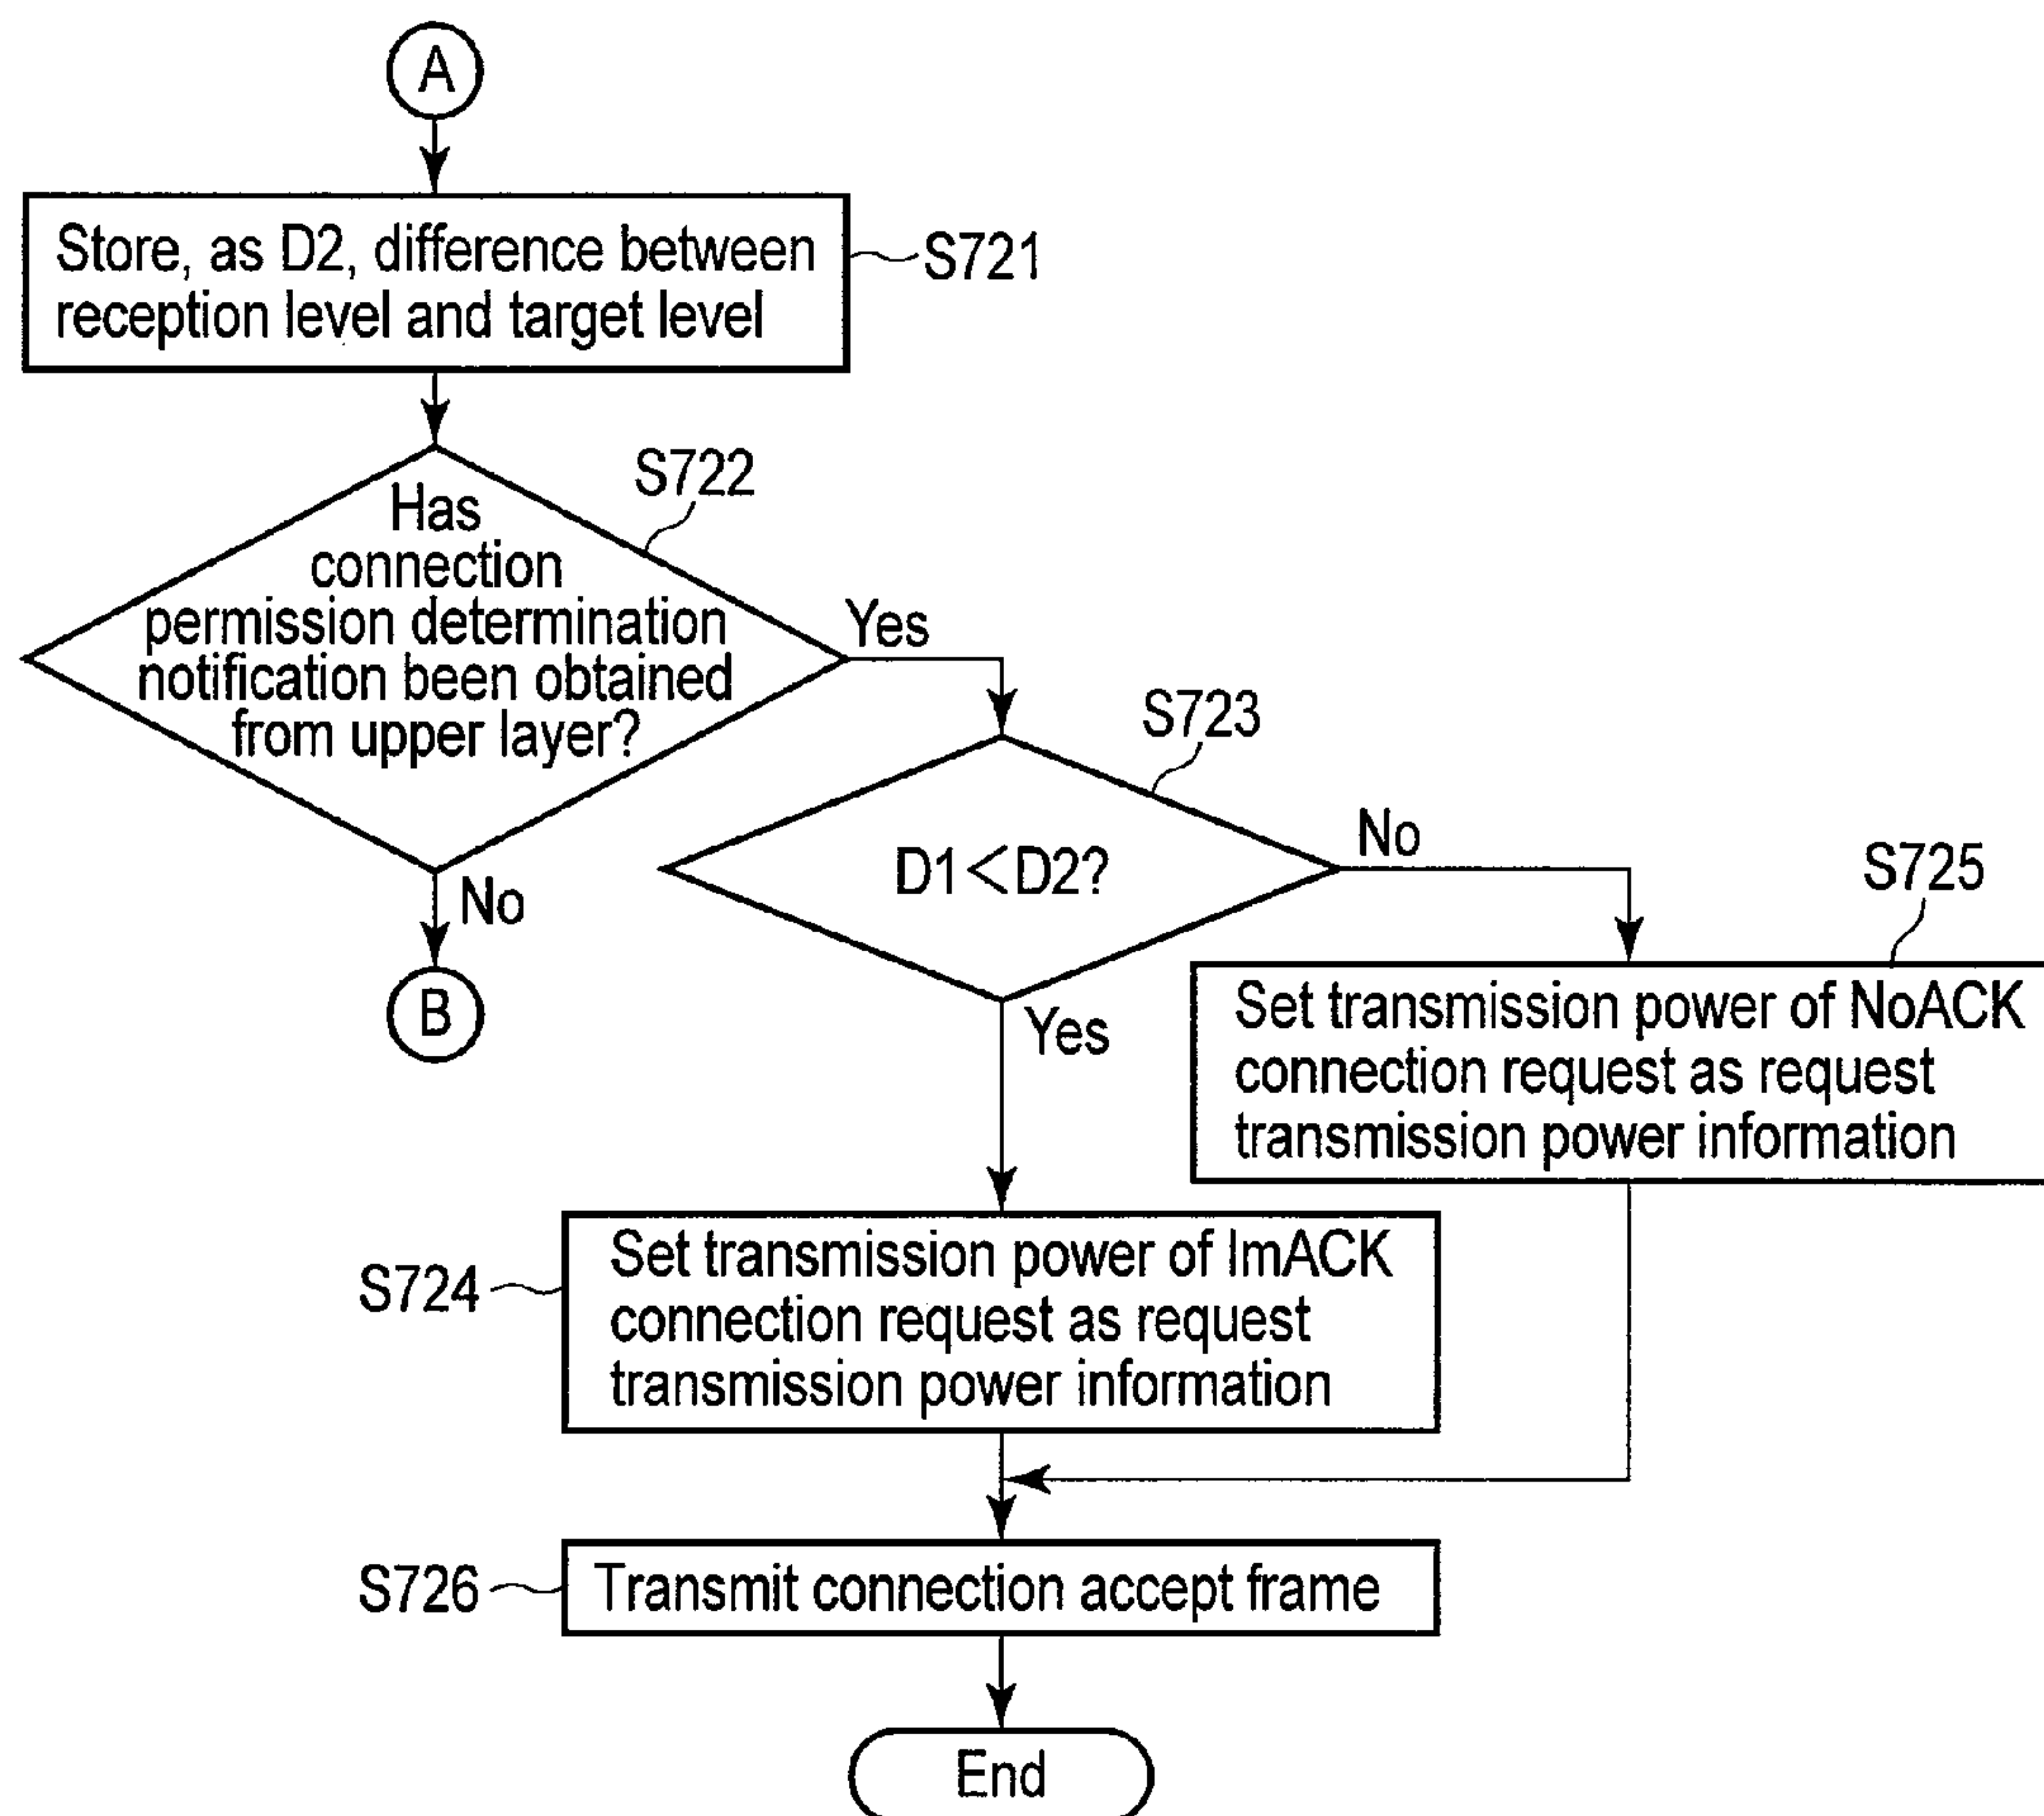 A
Store, as D2, difference between
reception level and target level
S721
S722
Has
connection
permission determination
notification been obtained
from upper layer?
Yes
No
B
S723
D1<D2?
No
Yes
S725
Set transmission power of NoACK
connection request as request
transmission power information
S724
Set transmission power of ImACK
connection request as request
transmission power information
S726
Transmit connection accept frame
End